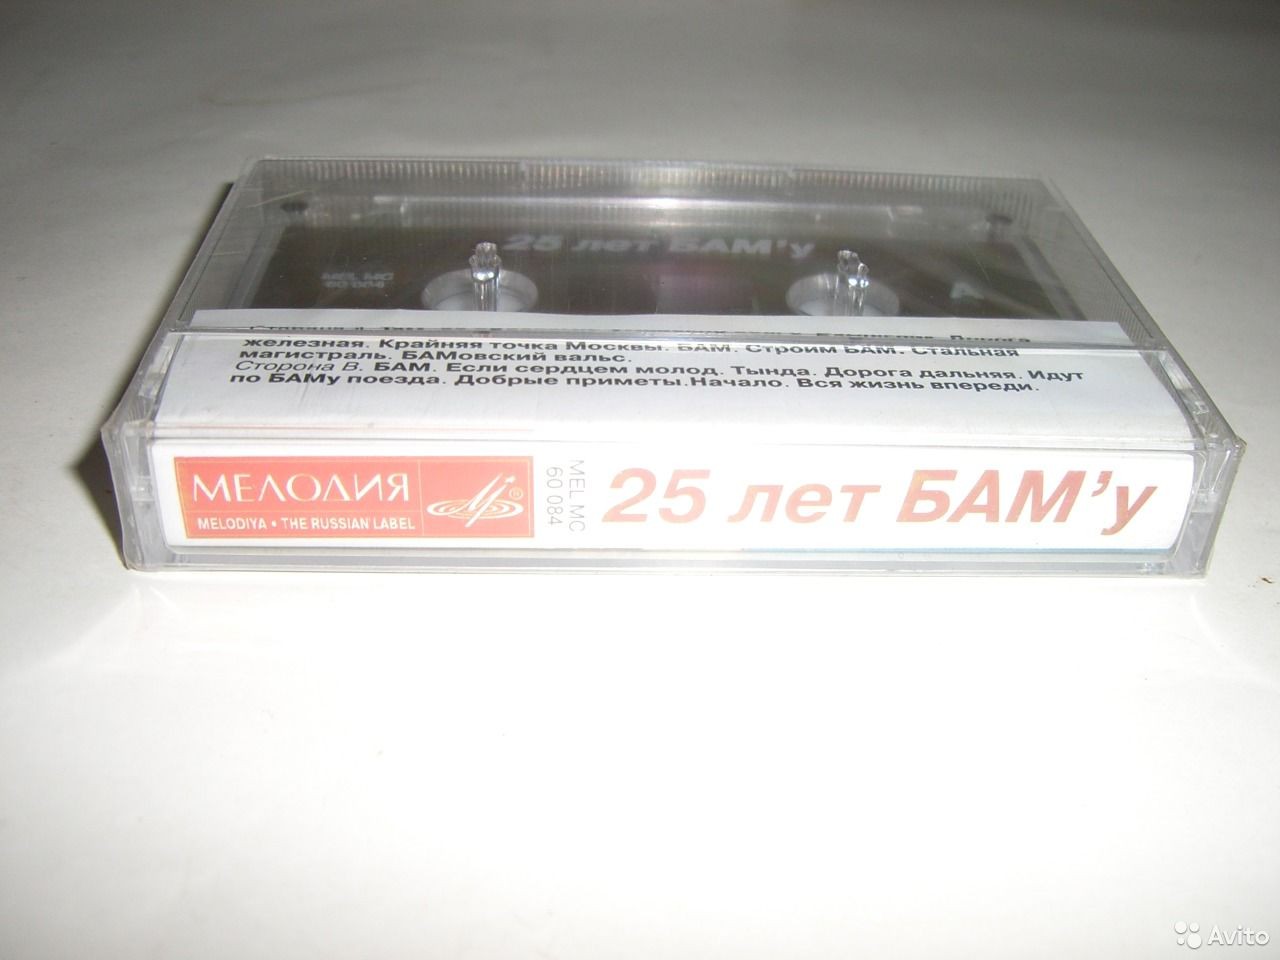 25 лет БАМ'у
MEL MC
60 084
A
железная. Крайняя точка Москвы. БАМ. Строим БАМ. Стальная
магистраль. БАМовский вальс.
Сторона В. БАМ. Если сердцем молод. Тында. Дорога дальняя. Идут
по БАМу поезда. Добрые приметы.Начало. Вся жизнь впереди.
МЕЛОДИЯ
MELODIYA • THE RUSSIAN LABEL
®
MEL MC
60 084
25 лет БАМ'у
Avito